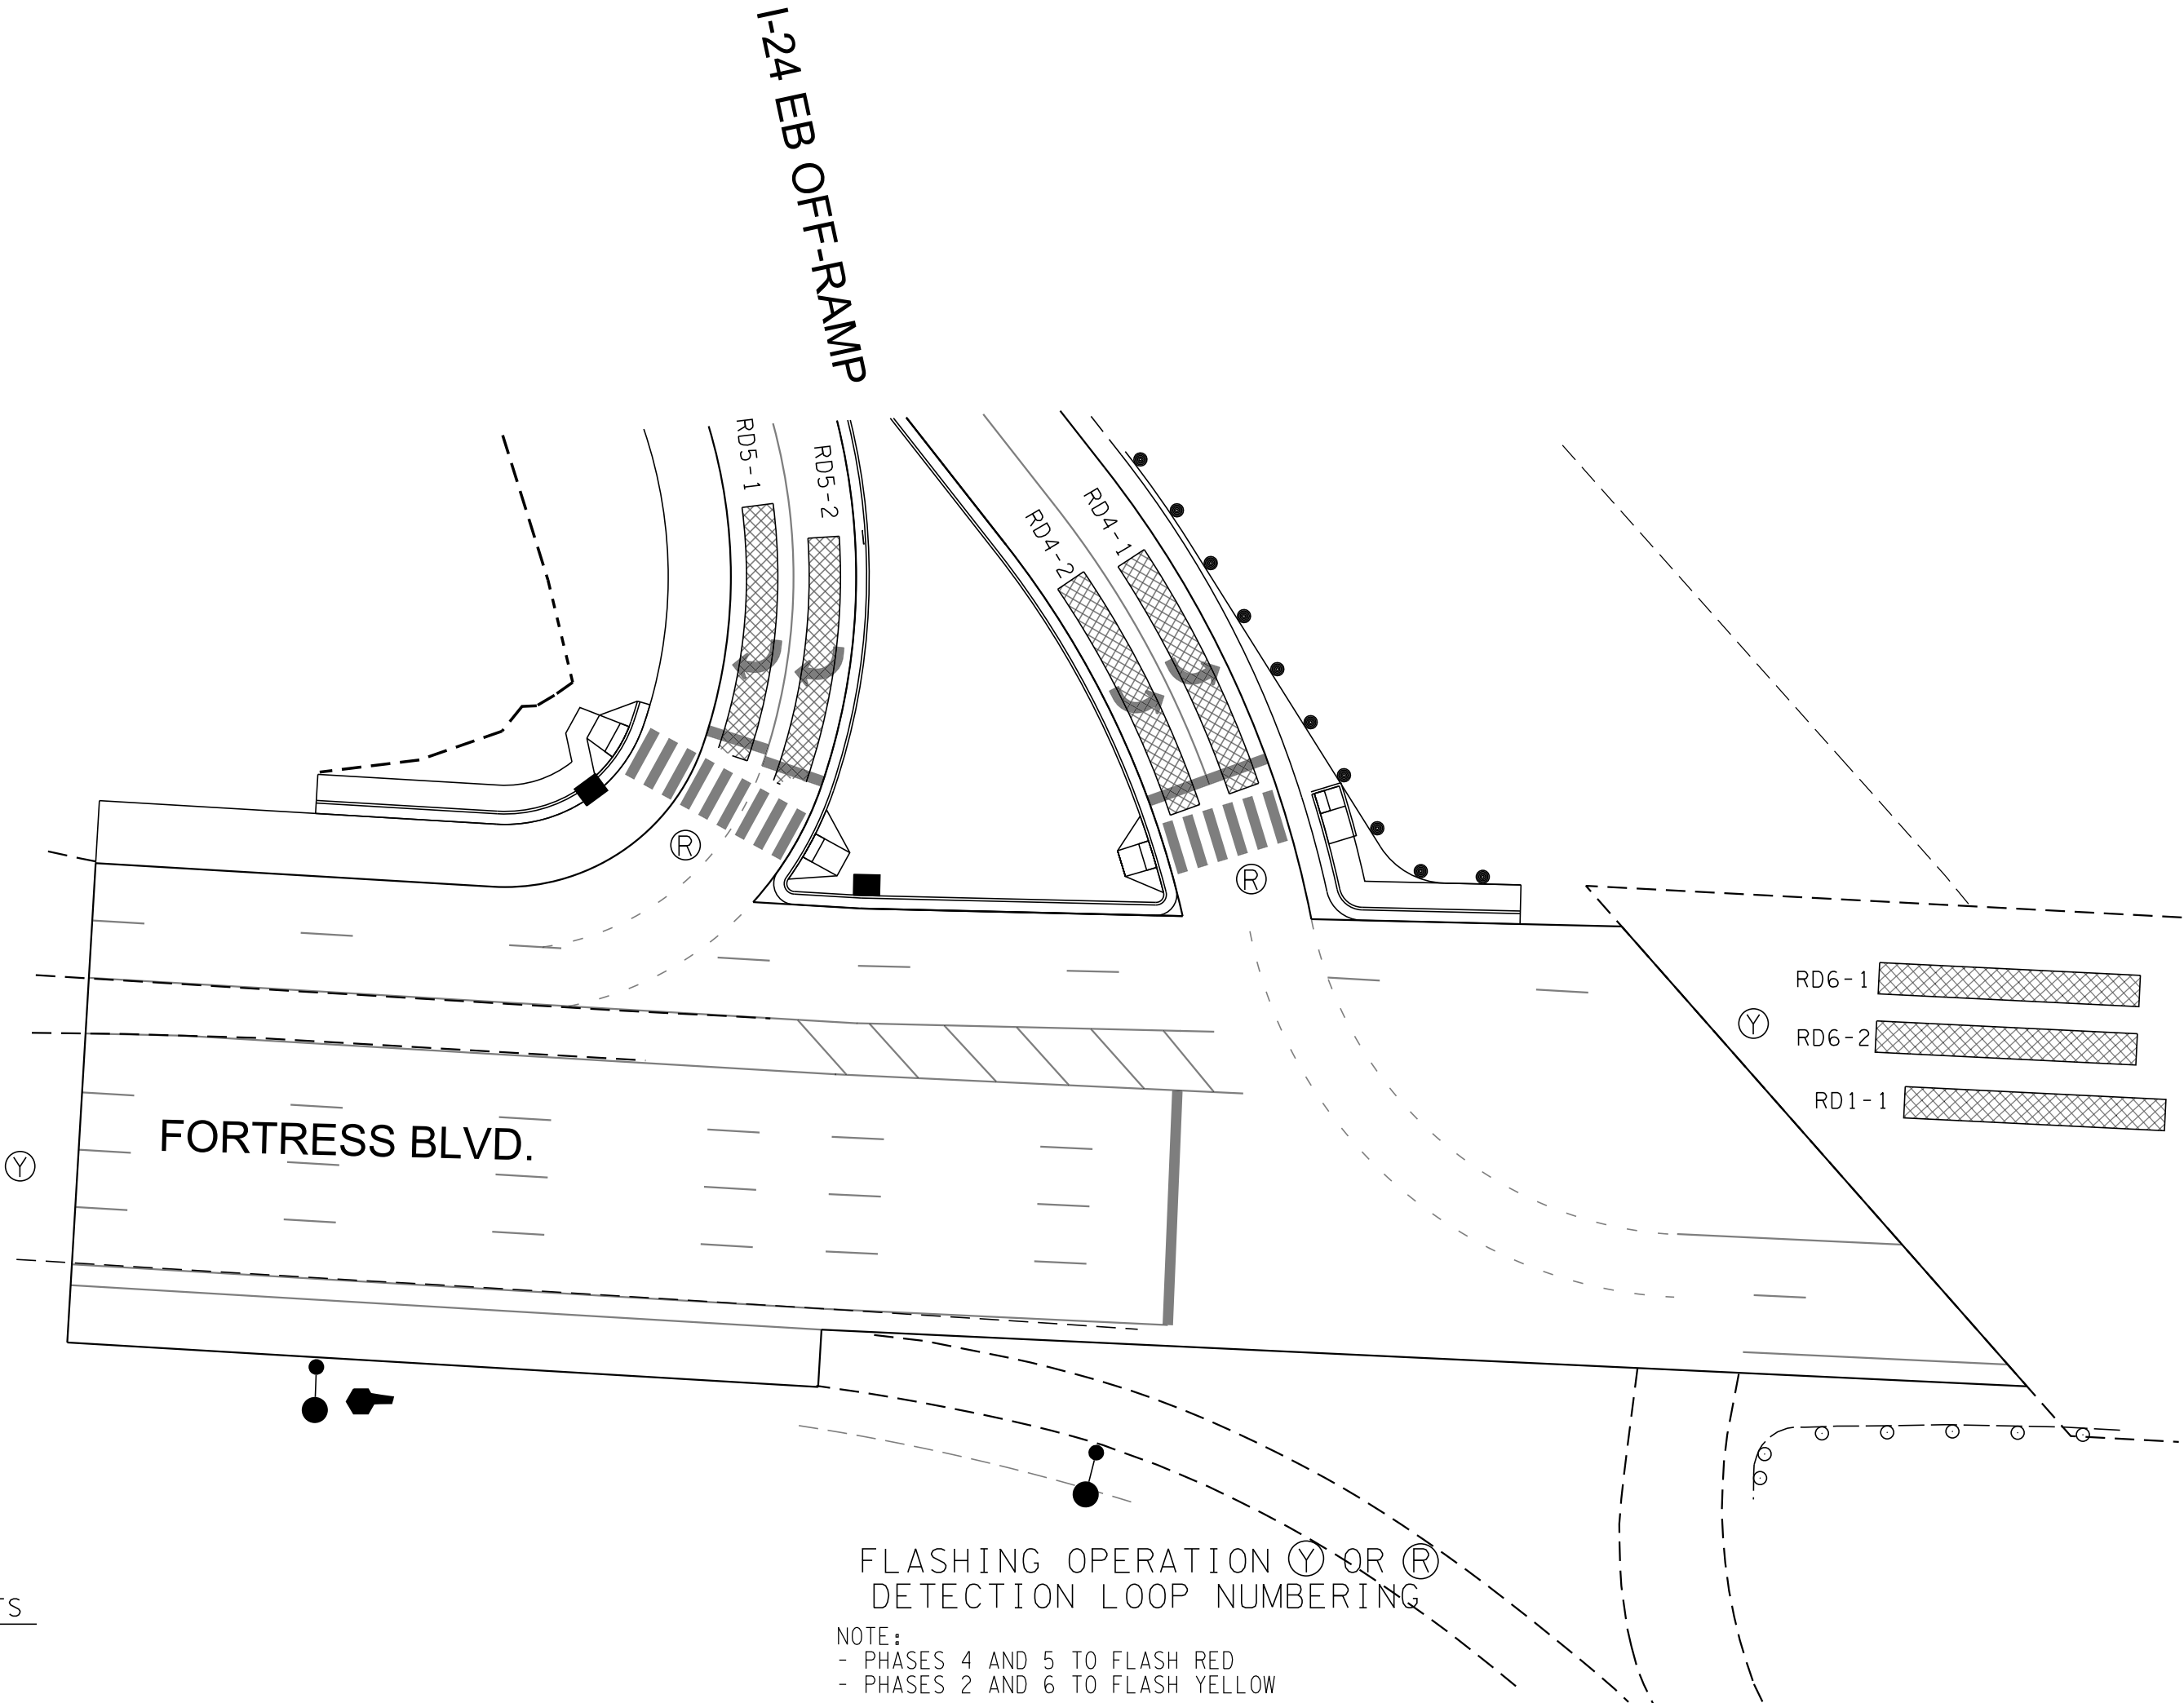 I-24 EB OFF-RAMP
RD5-1
RD5-2
RD4-2
RD4-1
R
R
RD6-1
Y
RD6-2
RD1-1
FORTRESS BLVD.
Y
FLASHING OPERATION Y OR R
DETECTION LOOP NUMBERING
TS
NOTE:
- PHASES 4 AND 5 TO FLASH RED
- PHASES 2 AND 6 TO FLASH YELLOW